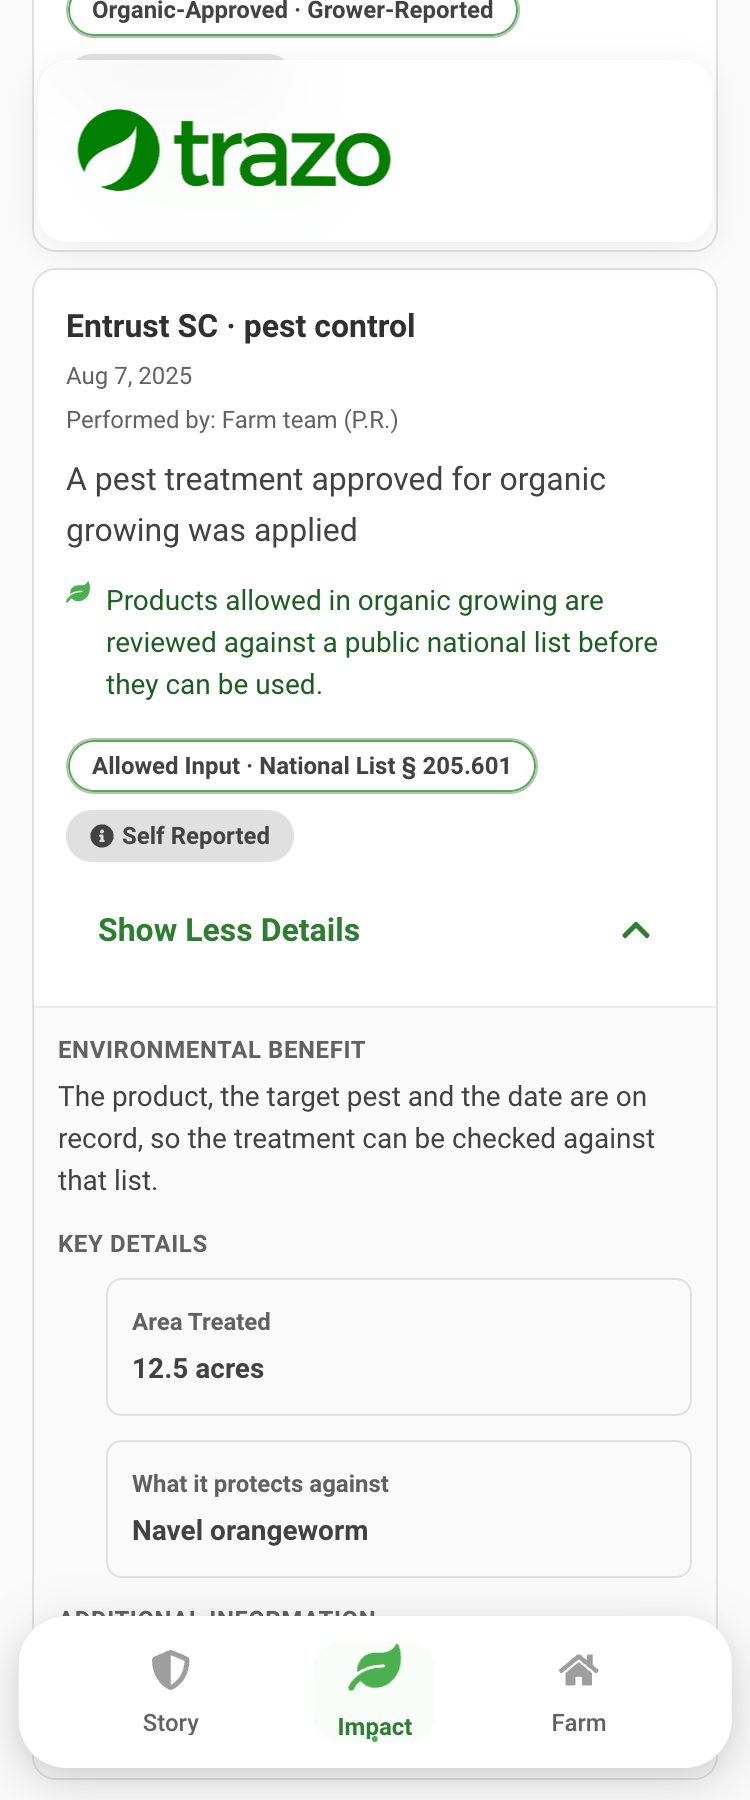 Organic-Approved · Grower-Reported
trazo
Entrust SC · pest control
Aug 7, 2025
Performed by: Farm team (P.R.)
A pest treatment approved for organic
growing was applied
Products allowed in organic growing are
reviewed against a public national list before
they can be used.
Allowed Input · National List § 205.601
Self Reported
Show Less Details
ENVIRONMENTAL BENEFIT
The product, the target pest and the date are on
record, so the treatment can be checked against
that list.
KEY DETAILS
Area Treated
12.5 acres
What it protects against
Navel orangeworm
ADDITIONAL INFORMATION
Story
Impact
Farm